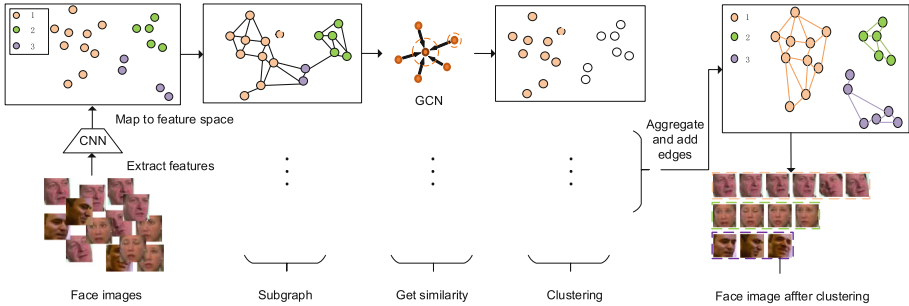 1
2
3
GCN
Map to feature space
CNN
Extract features
Aggregate
and add
edges
1
2
3
Face images
Subgraph
Get similarity
Clustering
Face image affer clustering